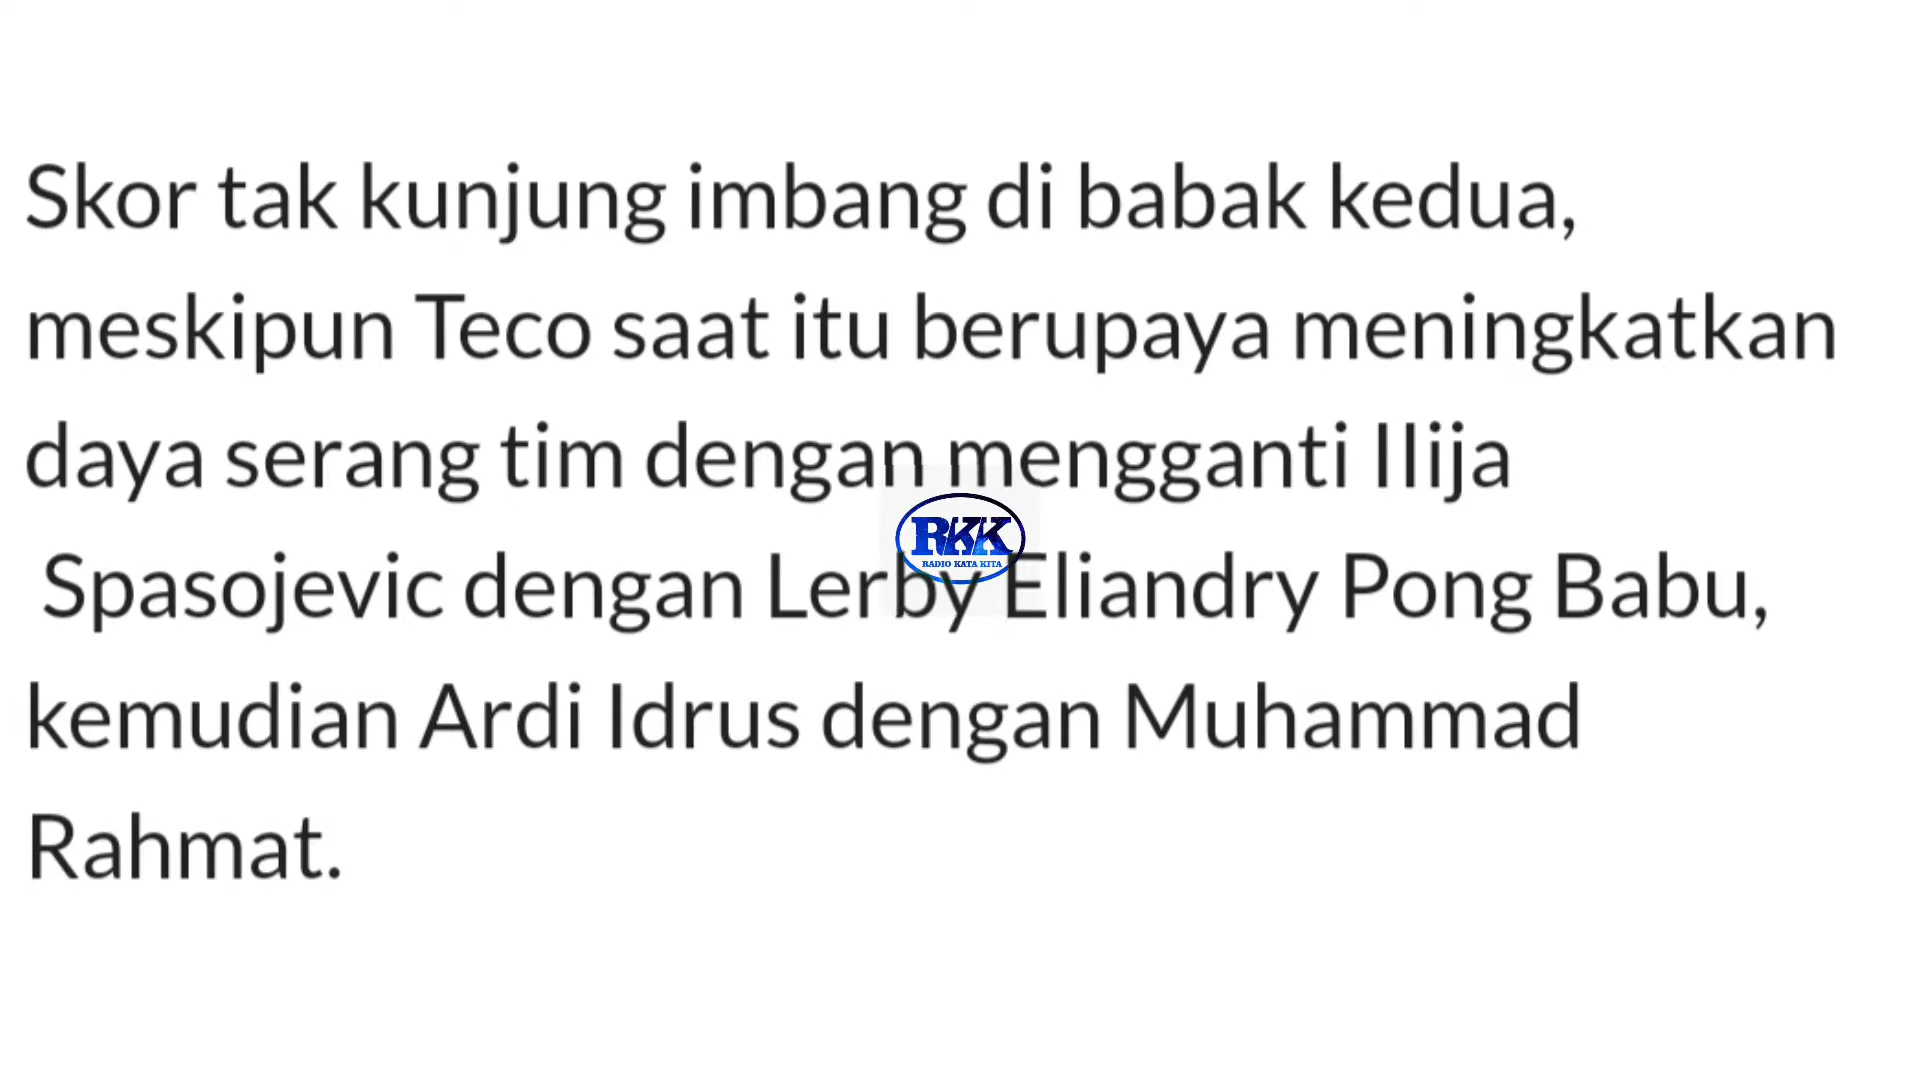 Skor tak kunjung imbang di babak kedua,
meskipun Teco saat itu berupaya meningkatkan
daya serang tim dengan mengganti Ilija
RKK
RADIO KATA KITA
Spasojevic dengan Lerby Eliandry Pong Babu,
kemudian Ardi Idrus dengan Muhammad
Rahmat.